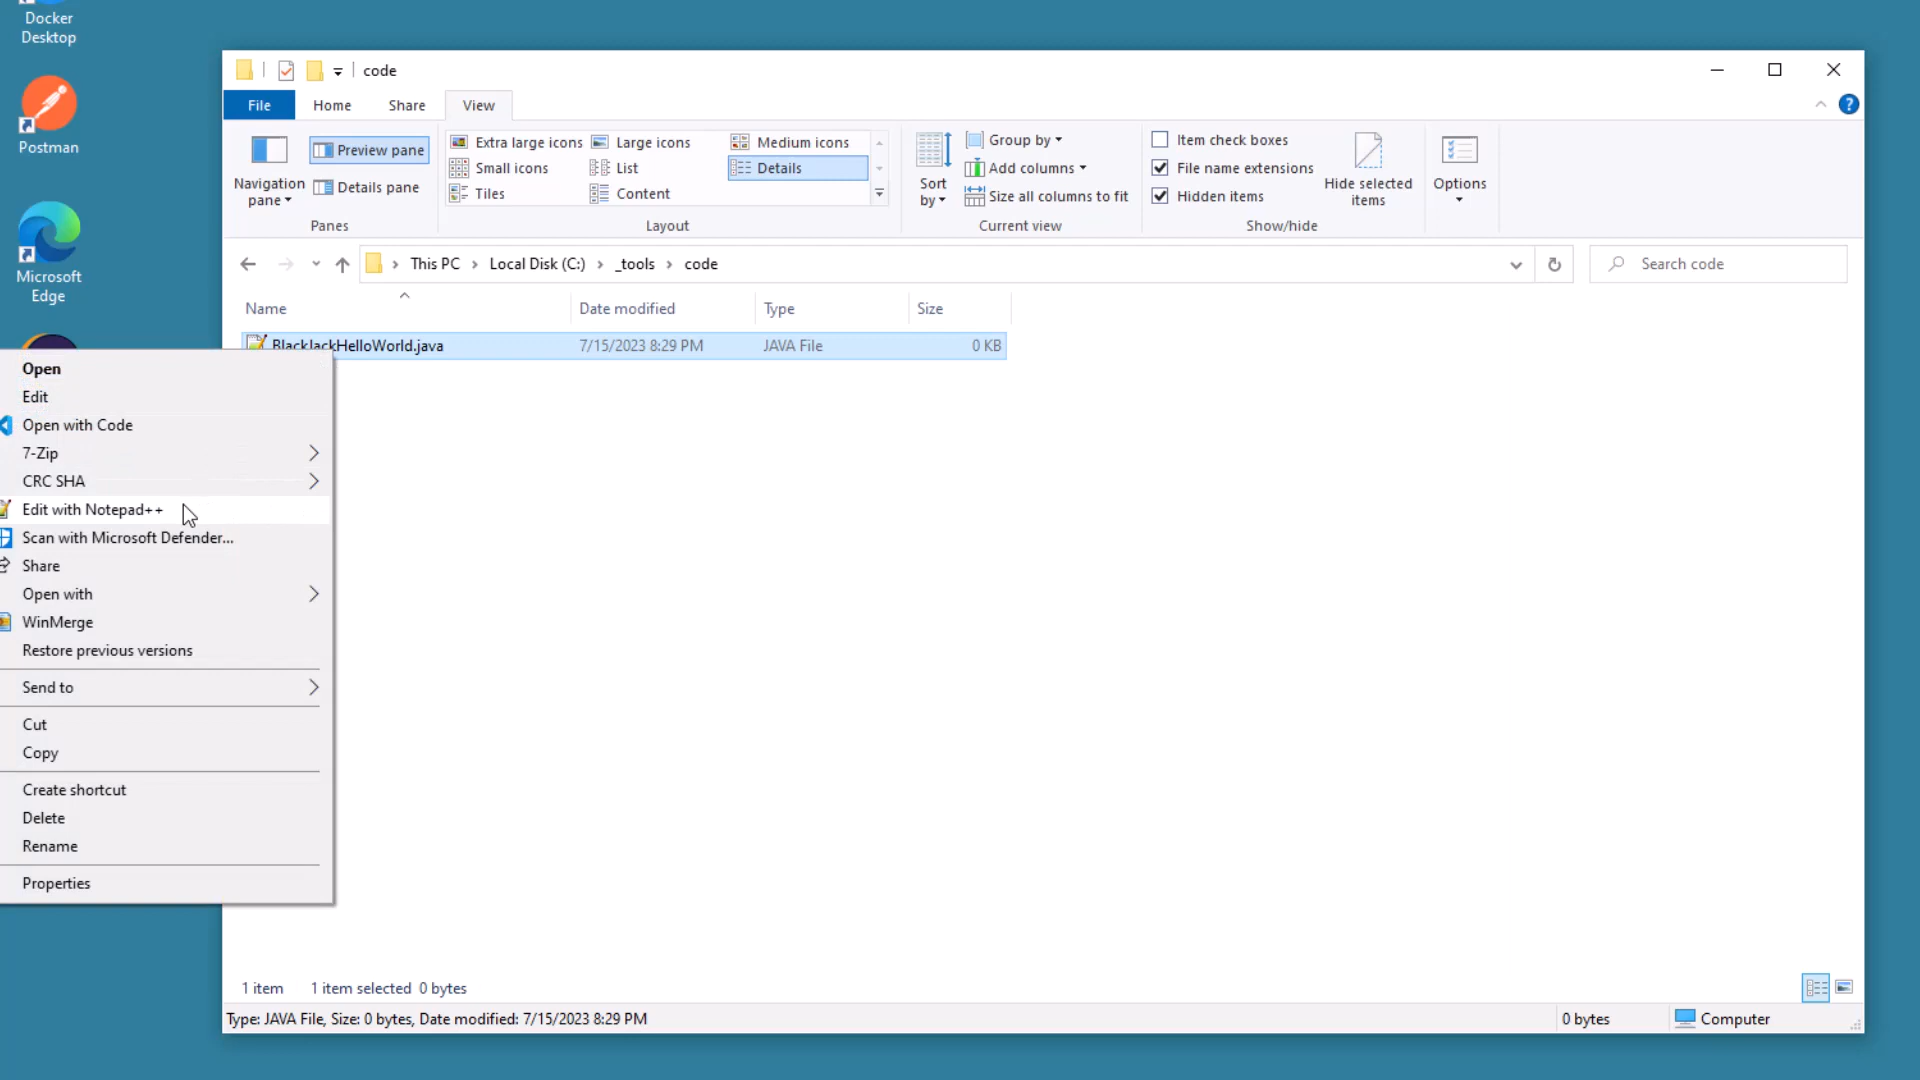 Docker
Desktop
Postman
Microsoft
Edge
code
File
Home
Share
View
Navigation
pane
Preview pane
Details pane
Panes
Extra large icons
Large icons
Medium icons
Small icons
List
Details
Tiles
Content
Layout
Sort
by
Group by
Add columns
Size all columns to fit
Current view
Item check boxes
File name extensions
Hidden items
Hide selected
items
Show/hide
Options
This PC
Local Disk (C:)
_tools
code
Search code
Name
Date modified
Type
Size
BlackJackHelloWorld.java
7/15/2023 8:29 PM
JAVA File
0 KB
Open
Edit
Open with Code
7-Zip
CRC SHA
Edit with Notepad++
Scan with Microsoft Defender...
Share
Open with
WinMerge
Restore previous versions
Send to
Cut
Copy
Create shortcut
Delete
Rename
Properties
1 item
1 item selected 0 bytes
Type: JAVA File, Size: 0 bytes, Date modified: 7/15/2023 8:29 PM
0 bytes
Computer